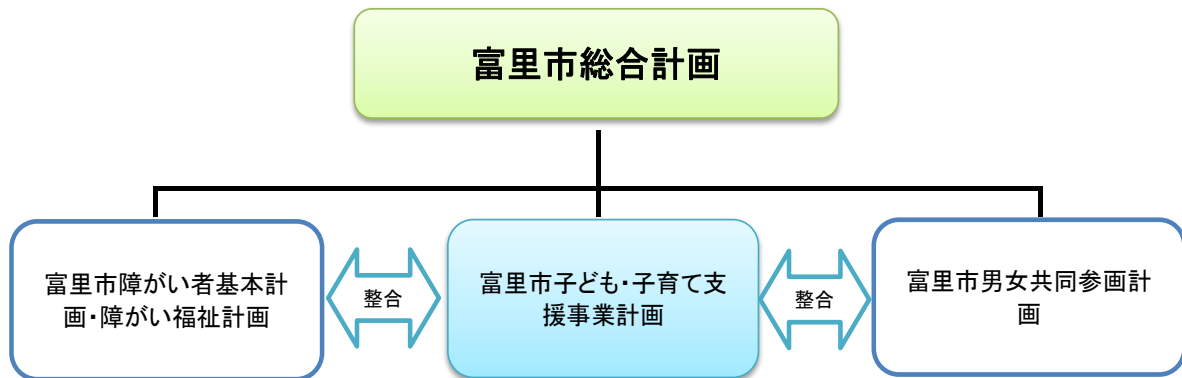 富里市総合計画
富里市障がい者基本計
画・障がい福祉計画
整合
富里市子ども・子育て支
援事業計画
整合
富里市男女共同参画計
画